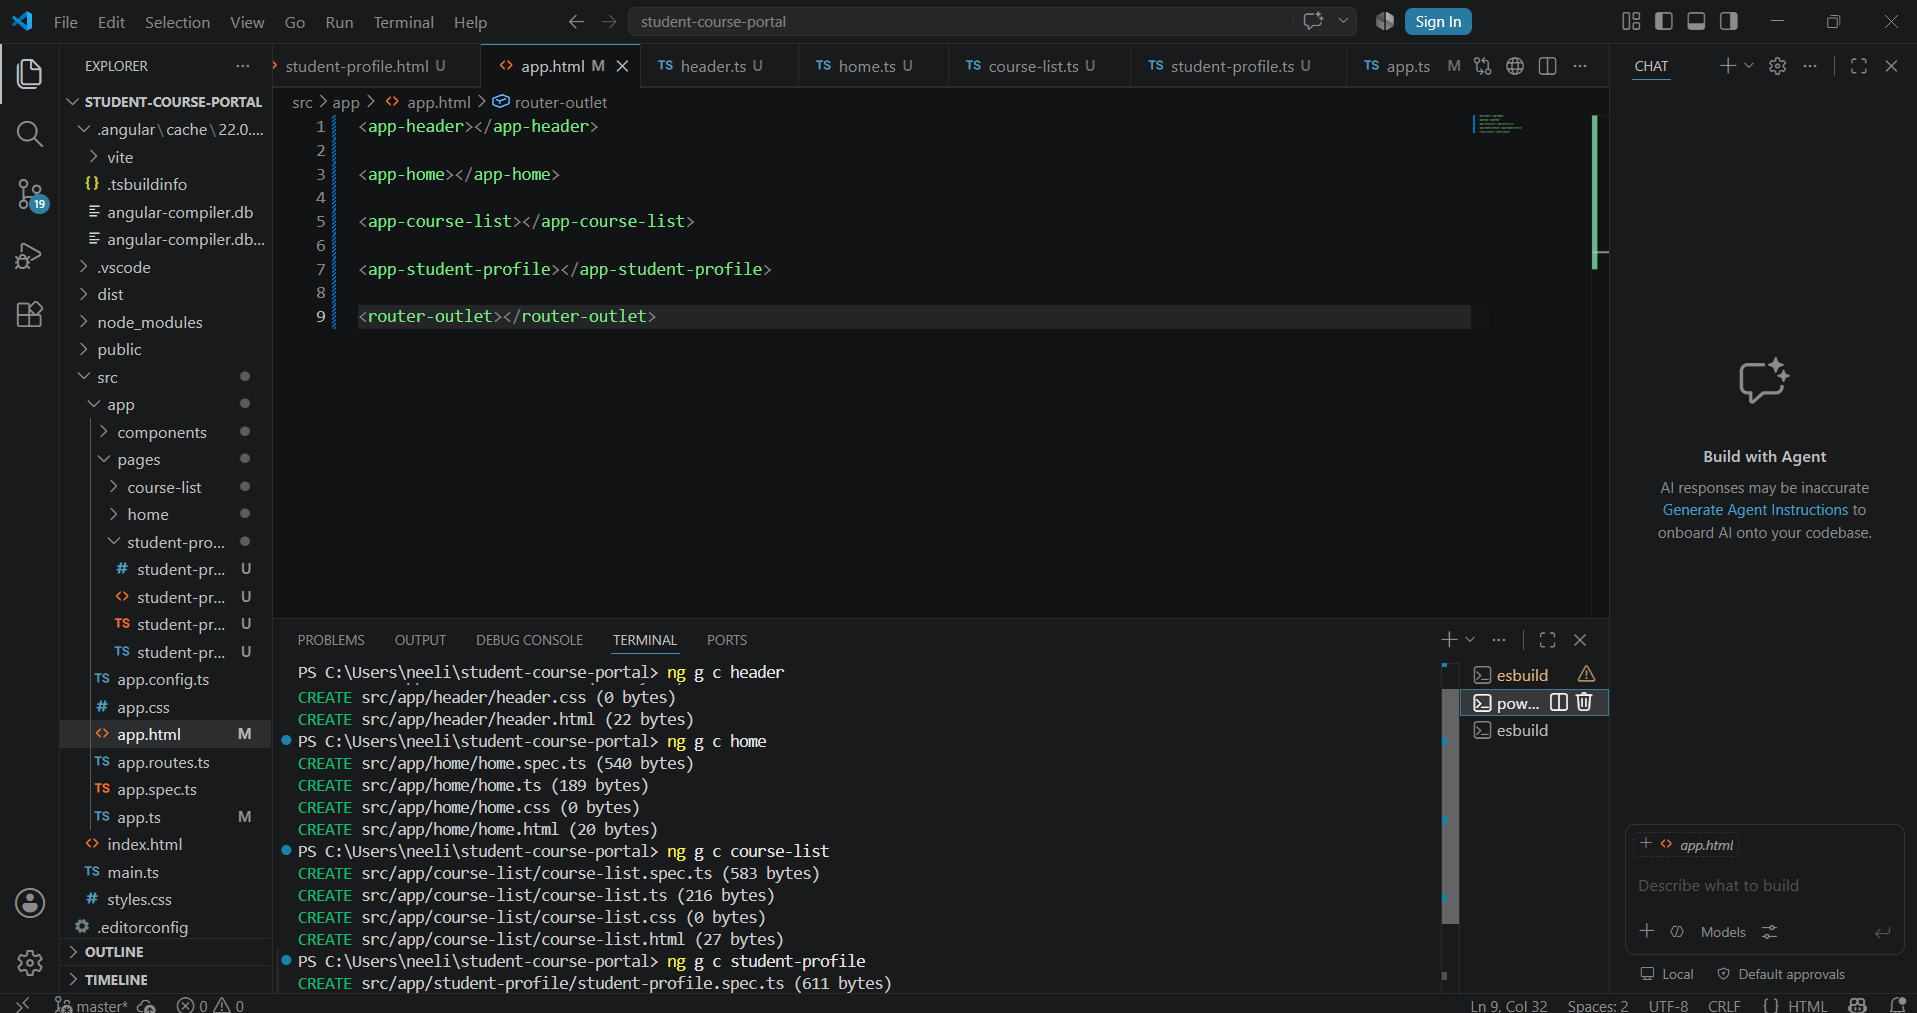 File Edit Selection View Go Run Terminal Help
student-course-portal
Sign In
EXPLORER
STUDENT-COURSE-PORTAL
.angular\cache\22.0....
vite
{} .tsbuildinfo
angular-compiler.db
angular-compiler.db...
.vscode
dist
node_modules
public
src
app
components
pages
course-list
home
student-pro...
# student-pr... U
<> student-pr... U
TS student-pr... U
TS student-pr... U
TS app.config.ts
# app.css
<> app.html M
TS app.routes.ts
TS app.spec.ts
TS app.ts M
<> index.html
TS main.ts
# styles.css
.editorconfig
OUTLINE
TIMELINE
19
student-profile.html U
<> app.html M
TS header.ts U
TS home.ts U
TS course-list.ts U
TS student-profile.ts U
TS app.ts M
src > app > <> app.html > router-outlet
1 <app-header></app-header>
2
3 <app-home></app-home>
4
5 <app-course-list></app-course-list>
6
7 <app-student-profile></app-student-profile>
8
9 <router-outlet></router-outlet>
PROBLEMS OUTPUT DEBUG CONSOLE TERMINAL PORTS
PS C:\Users\neeli\student-course-portal> ng g c header
CREATE src/app/header/header.css (0 bytes)
CREATE src/app/header/header.html (22 bytes)
PS C:\Users\neeli\student-course-portal> ng g c home
CREATE src/app/home/home.spec.ts (540 bytes)
CREATE src/app/home/home.ts (189 bytes)
CREATE src/app/home/home.css (0 bytes)
CREATE src/app/home/home.html (20 bytes)
PS C:\Users\neeli\student-course-portal> ng g c course-list
CREATE src/app/course-list/course-list.spec.ts (583 bytes)
CREATE src/app/course-list/course-list.ts (216 bytes)
CREATE src/app/course-list/course-list.css (0 bytes)
CREATE src/app/course-list/course-list.html (27 bytes)
PS C:\Users\neeli\student-course-portal> ng g c student-profile
CREATE src/app/student-profile/student-profile.spec.ts (611 bytes)
esbuild
pow...
esbuild
CHAT
Build with Agent
AI responses may be inaccurate
Generate Agent Instructions to
onboard AI onto your codebase.
<> app.html
Describe what to build
Models
Local Default approvals
master* 0 0
Ln 9, Col 32 Spaces: 2 UTF-8 CRLF {} HTML